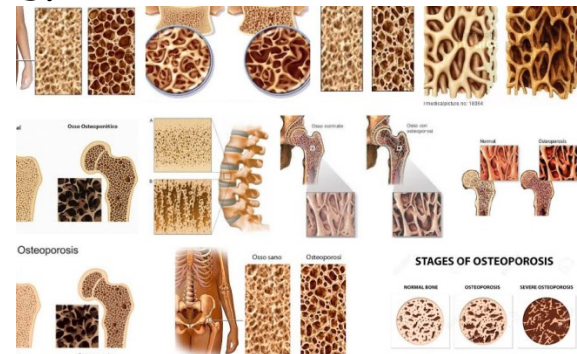 Osso Osteoporótico
A
B
Osso normale
Osso con
osteoporosi
Normal
Osteoporosis
Osteoporosis
Osso sano
Osteoporosi
STAGES OF OSTEOPOROSIS
NORMAL BONE
OSTEOPOROSIS
SEVERE OSTEOPOROSIS